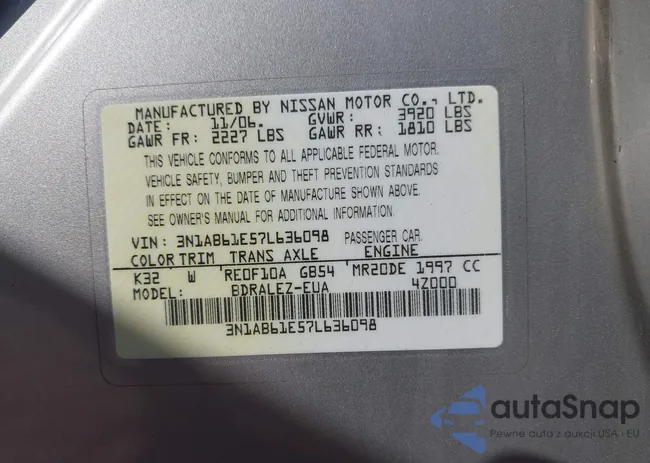 MANUFACTURED BY NISSAN MOTOR CO., LTD.
DATE: 11/06. GVWR: 3920 LBS
GAWR FR: 2227 LBS GAWR RR: 1810 LBS
THIS VEHICLE CONFORMS TO ALL APPLICABLE FEDERAL MOTOR.
VEHICLE SAFETY, BUMPER AND THEFT PREVENTION STANDARDS
IN EFFECT ON THE DATE OF MANUFACTURE SHOWN ABOVE.
SEE OWNER'S MANUAL FOR ADDITIONAL INFORMATION.
VIN: 3N1AB61E57L636098 PASSENGER CAR.
COLOR TRIM TRANS AXLE ENGINE
K32 W RE0F10A GB54 MR20DE 1997 CC
MODEL: BDRALEZ-EUA 4Z000
3N1AB61E57L636098
autoSnap
Pewne auta z aukcji USA - EU